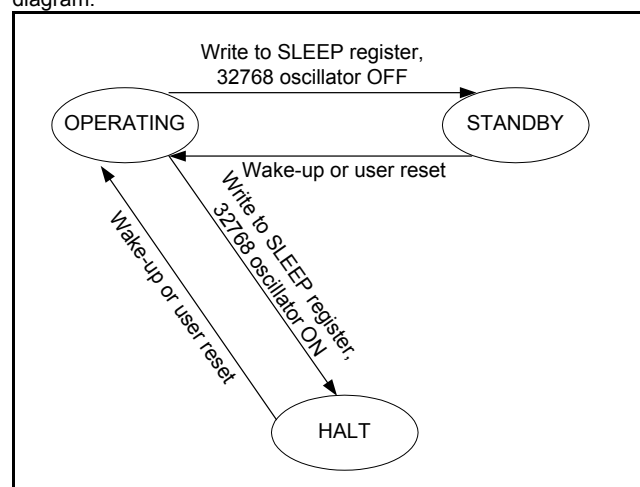 diagram.
Write to SLEEP register,
32768 oscillator OFF
OPERATING
STANDBY
Wake-up or user reset
Write to SLEEP register,
32768 oscillator ON
Wake-up or user reset
HALT